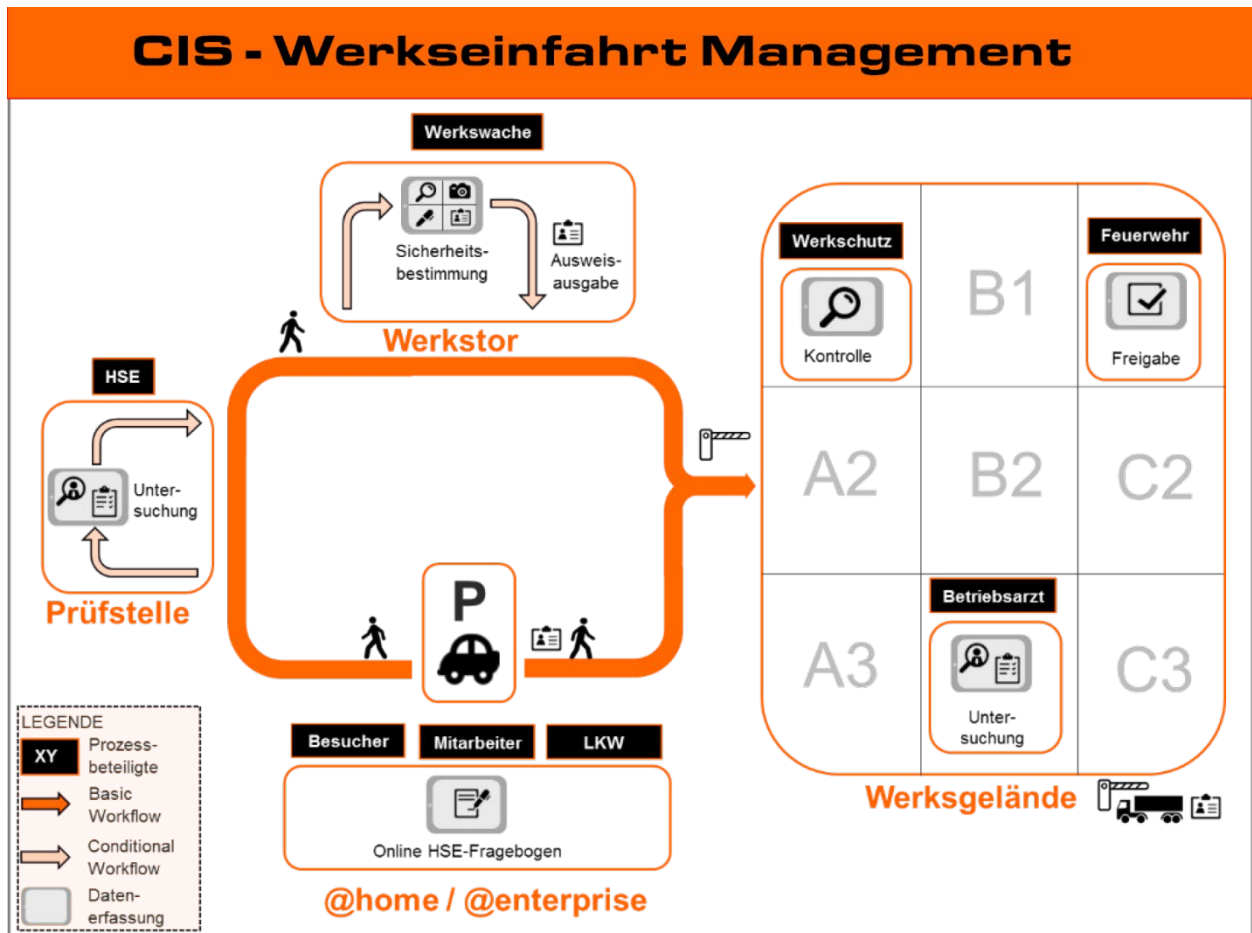 CIS - Werkseinfahrt Management
Werkswache
Sicherheits-
bestimmung
Ausweis-
ausgabe
Werkstor
HSE
Unter-
suchung
Prüfstelle
P
Werkschutz
Kontrolle
B1
Feuerwehr
Freigabe
A2
B2
C2
A3
Betriebsarzt
Unter-
suchung
C3
Werksgelände
Besucher
Mitarbeiter
LKW
Online HSE-Fragebogen
@home / @enterprise
LEGENDE
XY
Prozess-
beteiligte
Basic
Workflow
Conditional
Workflow
Daten-
erfassung